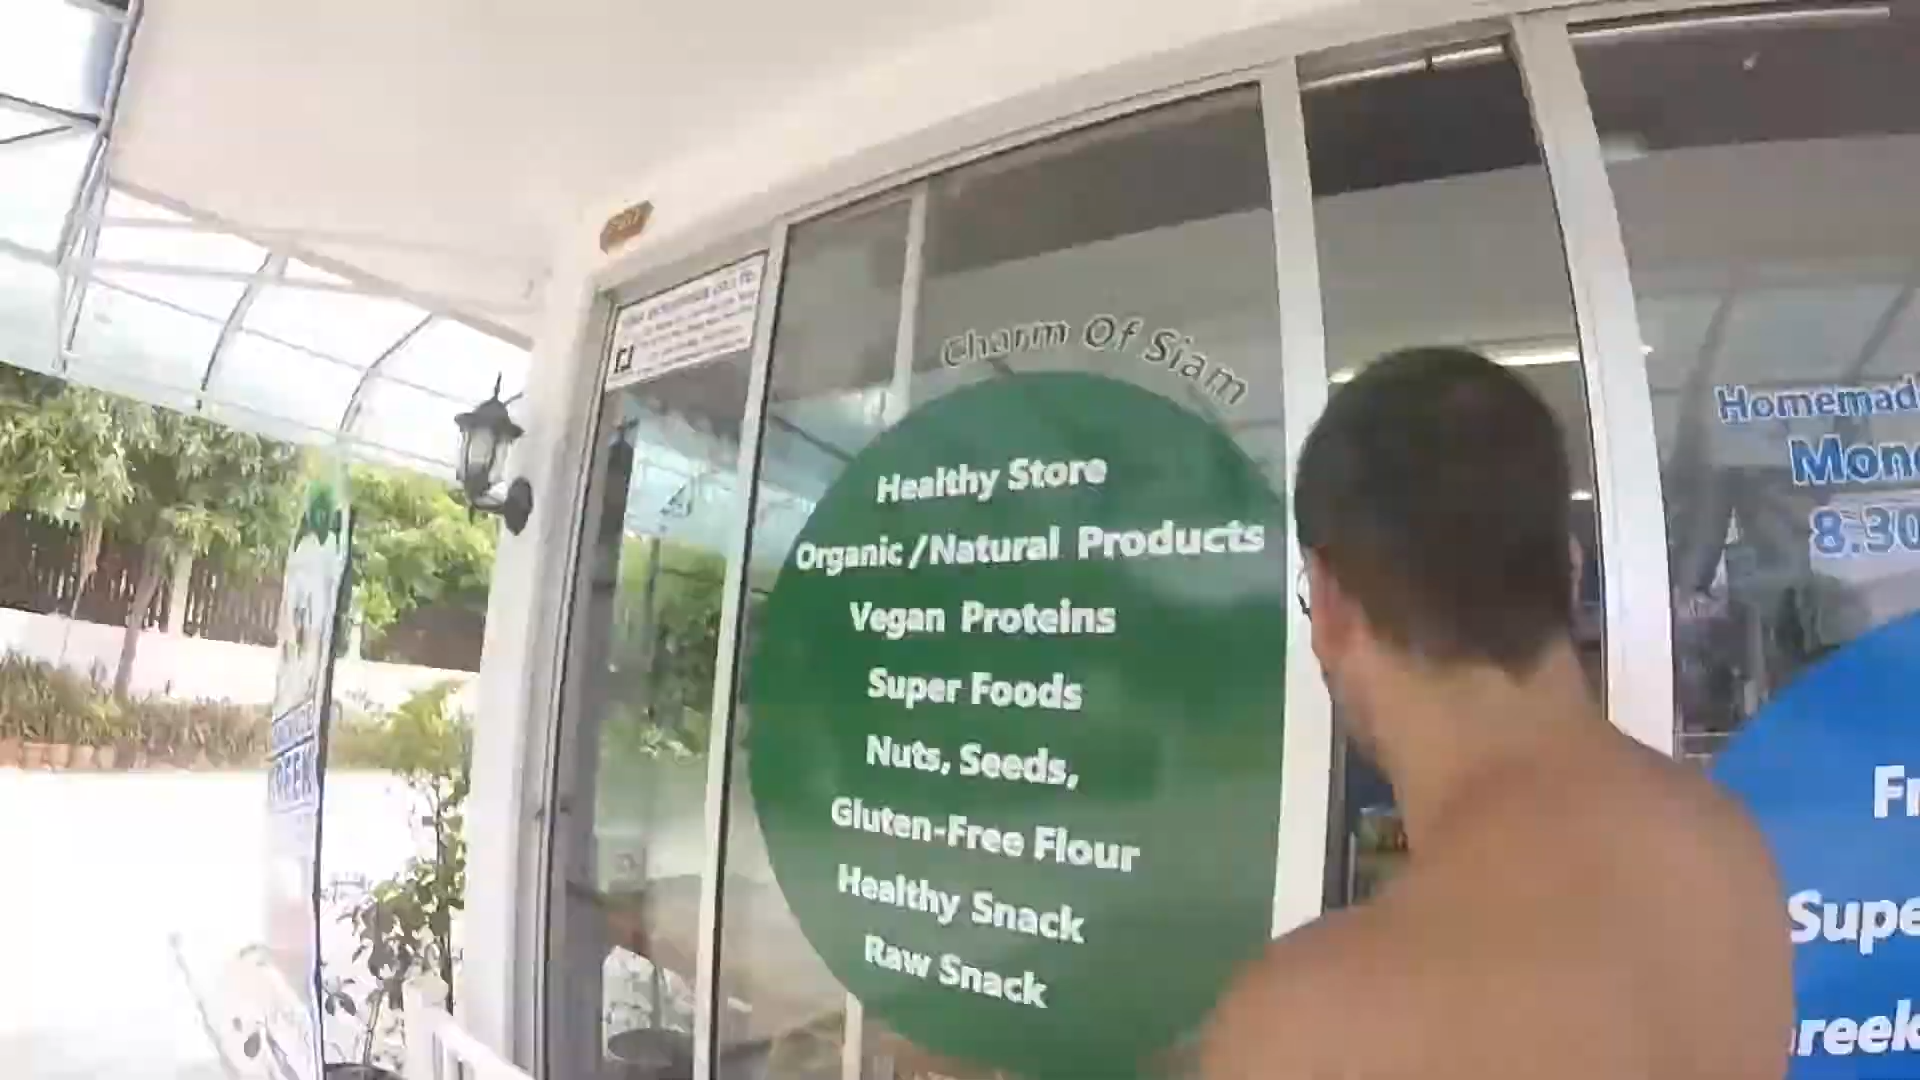 Charm Of Siam
Healthy Store
Organic/Natural Products
Vegan Proteins
Super Foods
Nuts, Seeds,
Gluten-Free Flour
Healthy Snack
Raw Snack
Homemad
Mon
8.30
Fr
Supe
reek